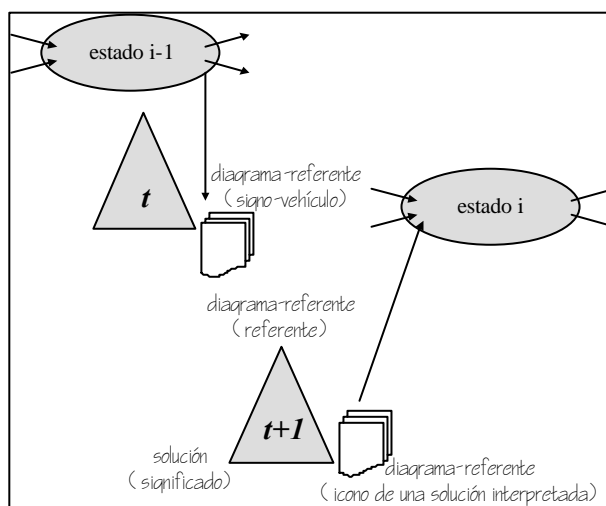 estado i-1
diagrama-referente
(signo-vehículo)
t
estado i
diagrama-referente
(referente)
t+1
solución
(significado)
diagrama-referente
(icono de una solución interpretada)